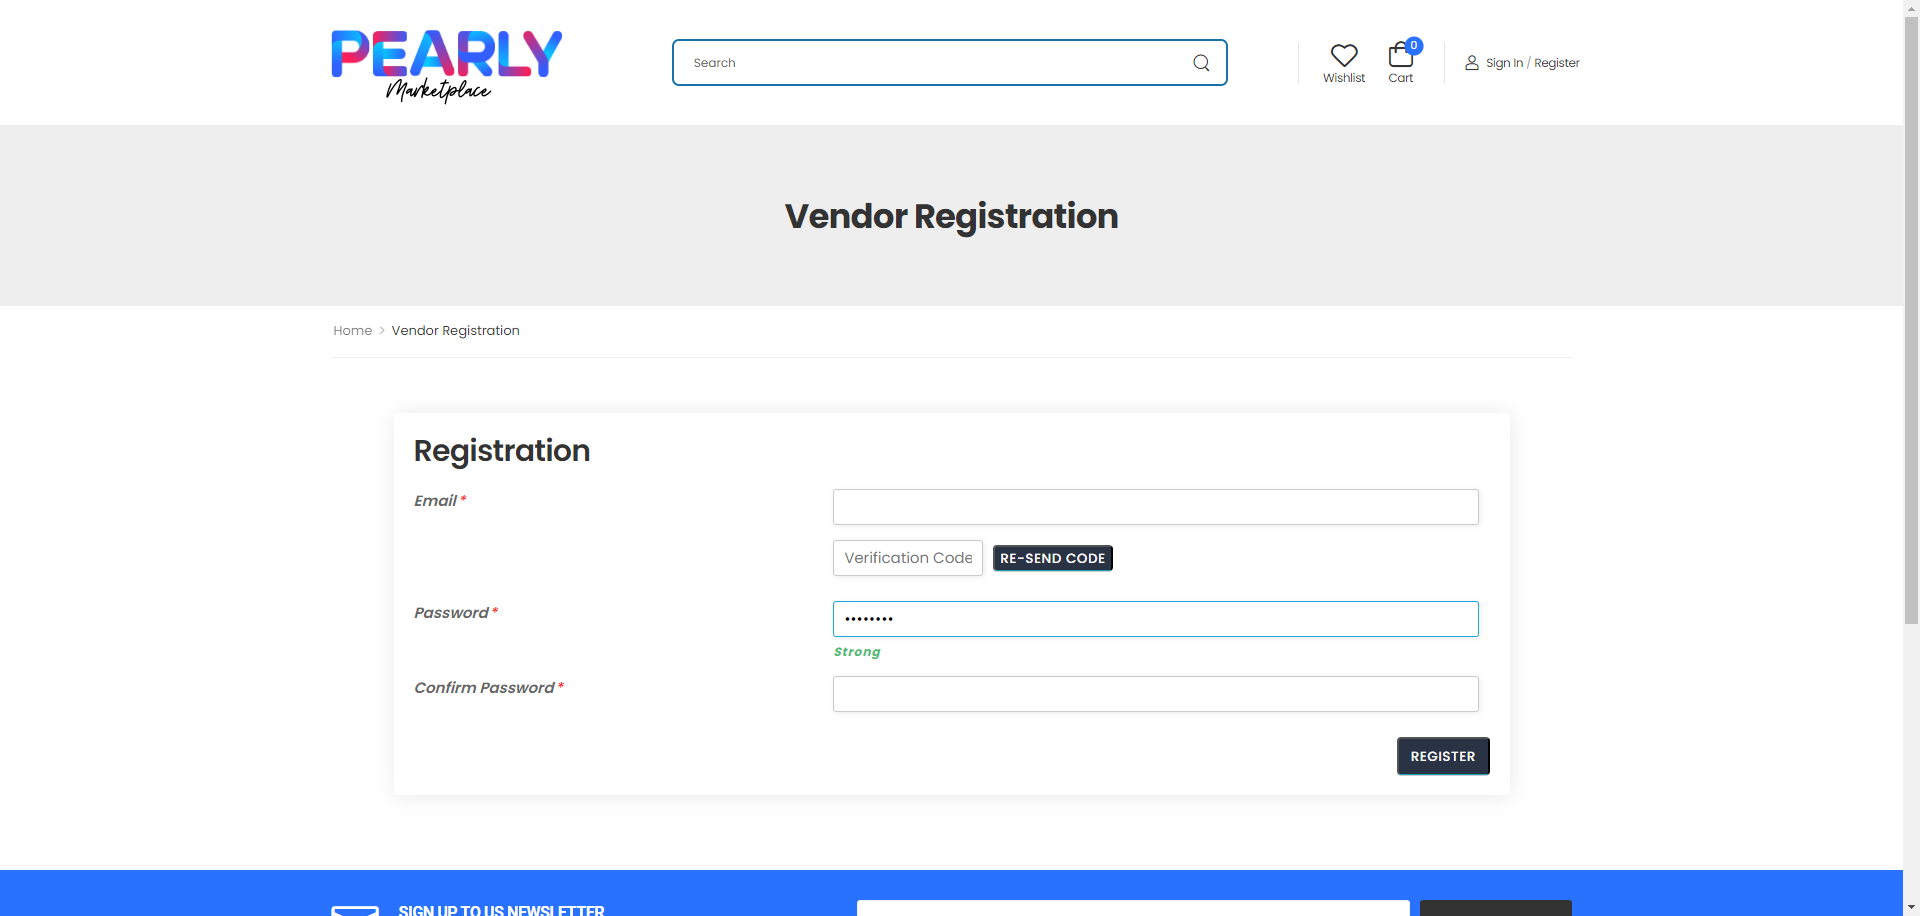 PEARLY
Marketplace
Search
Wishlist
0
Cart
Sign In / Register
Vendor Registration
Home > Vendor Registration
Registration
Email *
Verification Code
RE-SEND CODE
Password *
••••••••
Strong
Confirm Password *
REGISTER
SIGN UP TO US NEWSLETTER